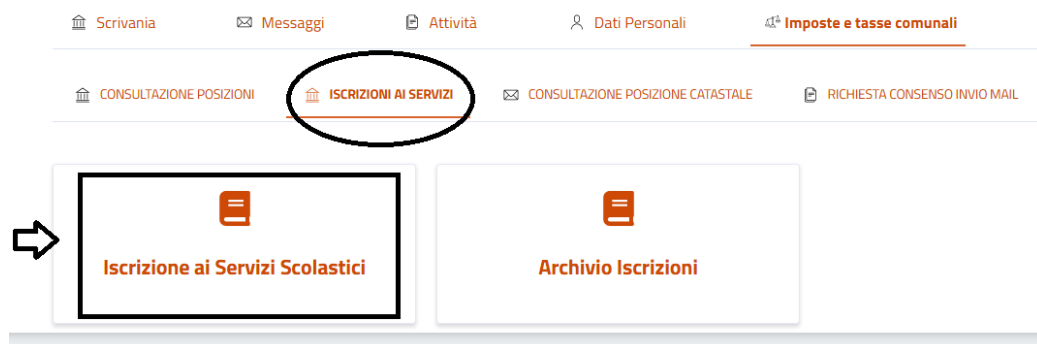 Scrivania Messaggi Attività Dati Personali Imposte e tasse comunali
CONSULTAZIONE POSIZIONI ISCRIZIONI AI SERVIZI CONSULTAZIONE POSIZIONE CATASTALE RICHIESTA CONSENSO INVIO MAIL
Iscrizione ai Servizi Scolastici Archivio Iscrizioni